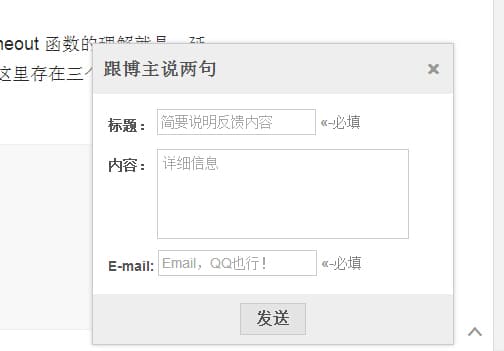 neout 函数的理解就是，延
这里存在三个
跟博主说两句 ×
标题： 简要说明反馈内容 «-必填
内容： 详细信息
E-mail: Email，QQ也行！ «-必填
发送